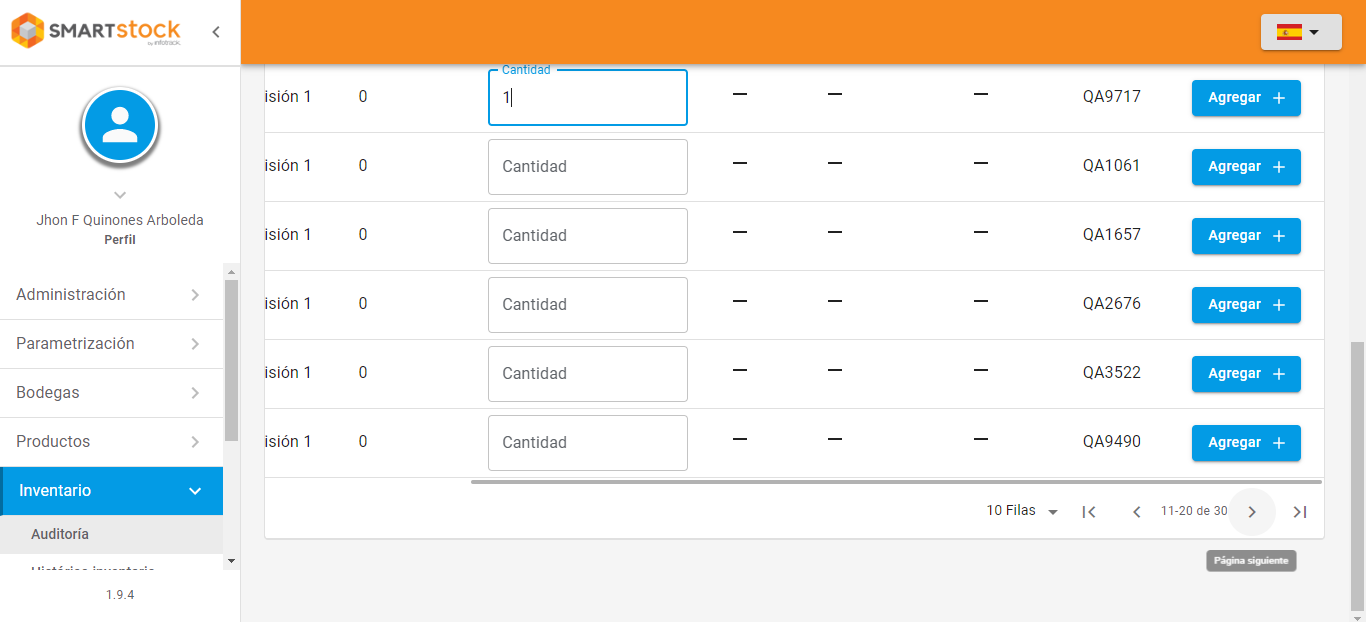 SMARTstock
by infotrack.
Jhon F Quinones Arboleda
Perfil
Administración
Parametrización
Bodegas
Productos
Inventario
Auditoría
Histórico inventario
1.9.4
Cantidad
isión 1 0 1 — — — QA9717 Agregar +
isión 1 0 Cantidad — — — QA1061 Agregar +
isión 1 0 Cantidad — — — QA1657 Agregar +
isión 1 0 Cantidad — — — QA2676 Agregar +
isión 1 0 Cantidad — — — QA3522 Agregar +
isión 1 0 Cantidad — — — QA9490 Agregar +
10 Filas 11-20 de 30
Página siguiente